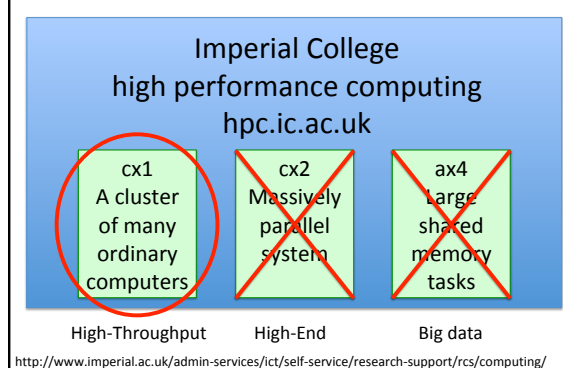 Imperial College
high performance computing
hpc.ic.ac.uk
cx1
A cluster
of many
ordinary
computers
cx2
Massively
parallel
system
ax4
Large
shared
memory
tasks
High-Throughput
High-End
Big data
http://www.imperial.ac.uk/admin-services/ict/self-service/research-support/rcs/computing/